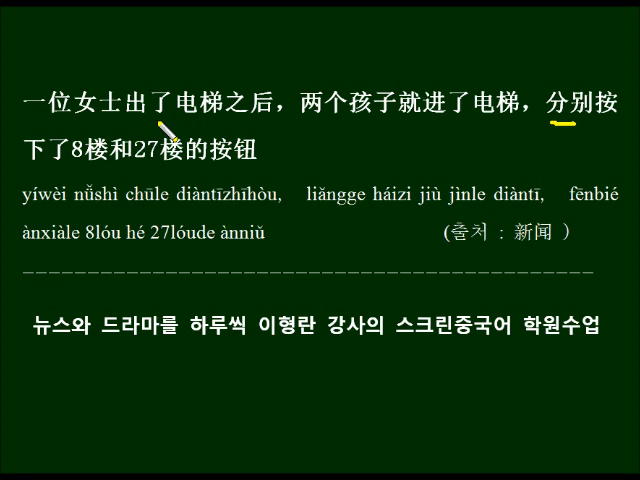 一位女士出了电梯之后，两个孩子就进了电梯，分别按
下了8楼和27楼的按钮
yíwèi nǚshì chūle diàntīzhīhòu,   liǎngge háizi jiù jìnle diàntī,   fēnbié
ànxiàle 8lóu hé 27lóude ànniǔ (출처 : 新闻 )
뉴스와 드라마를 하루씩 이형란 강사의 스크린중국어 학원수업